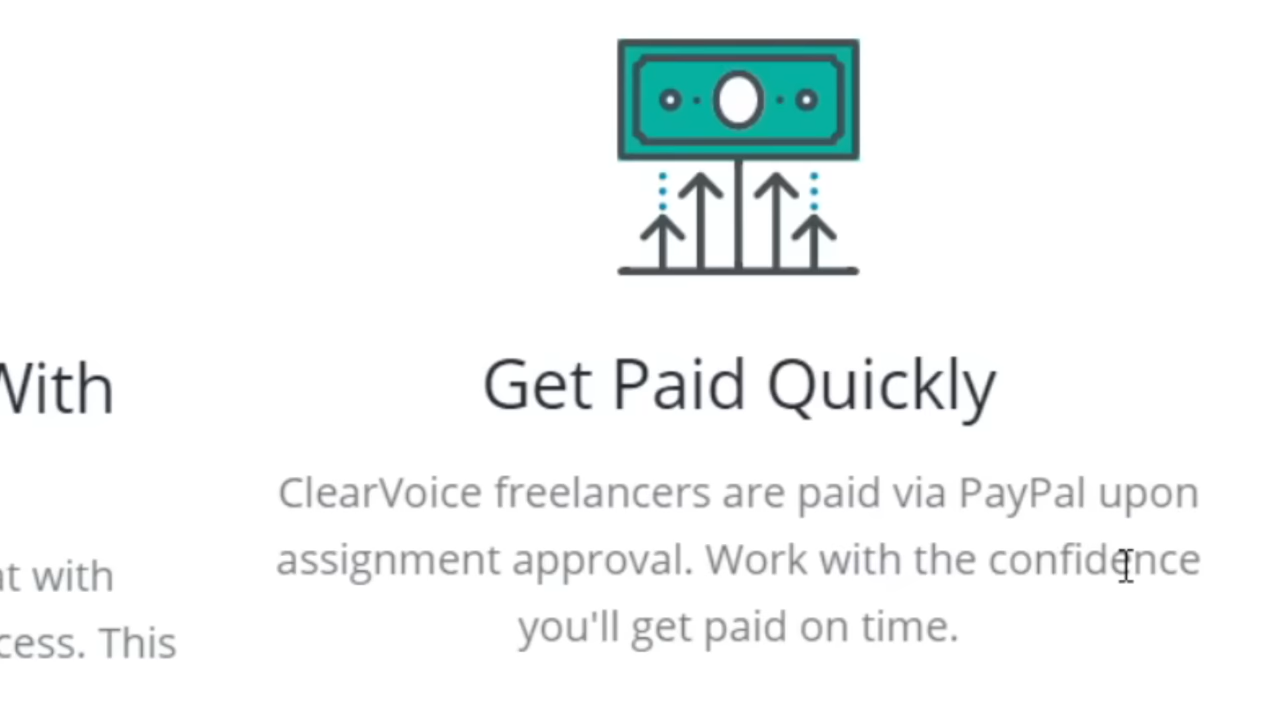 With
Get Paid Quickly
ClearVoice freelancers are paid via PayPal upon
assignment approval. Work with the confidence
you'll get paid on time.
with
This